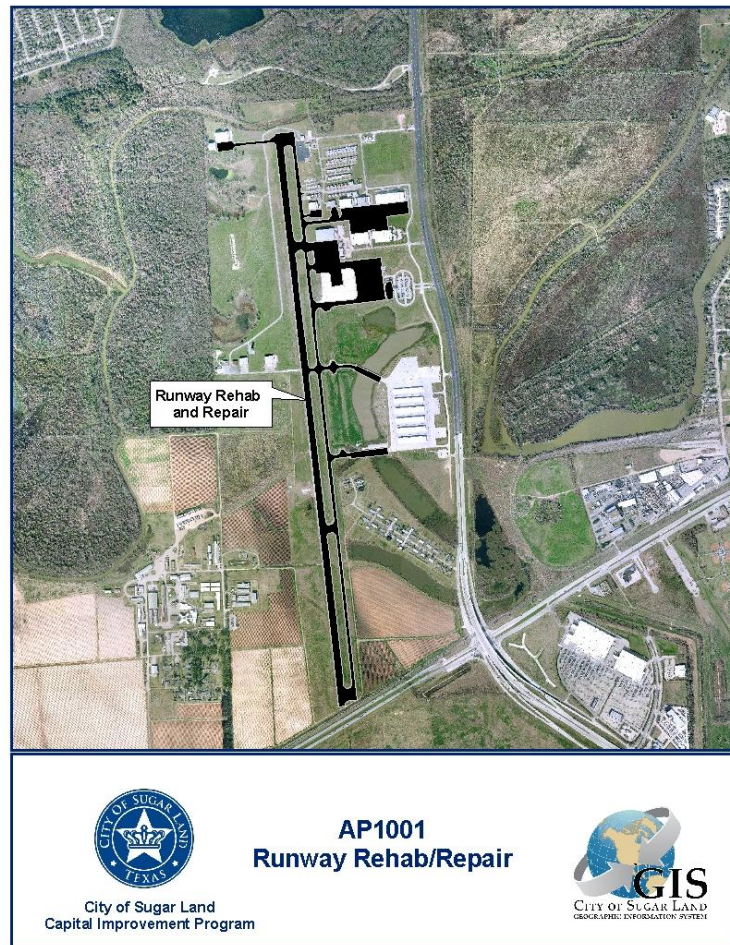 Runway Rehab
and Repair
CITY OF SUGAR LAND
TEXAS
City of Sugar Land
Capital Improvement Program
AP1001
Runway Rehab/Repair
GIS
CITY OF SUGAR LAND
GEOGRAPHIC INFORMATION SYSTEM